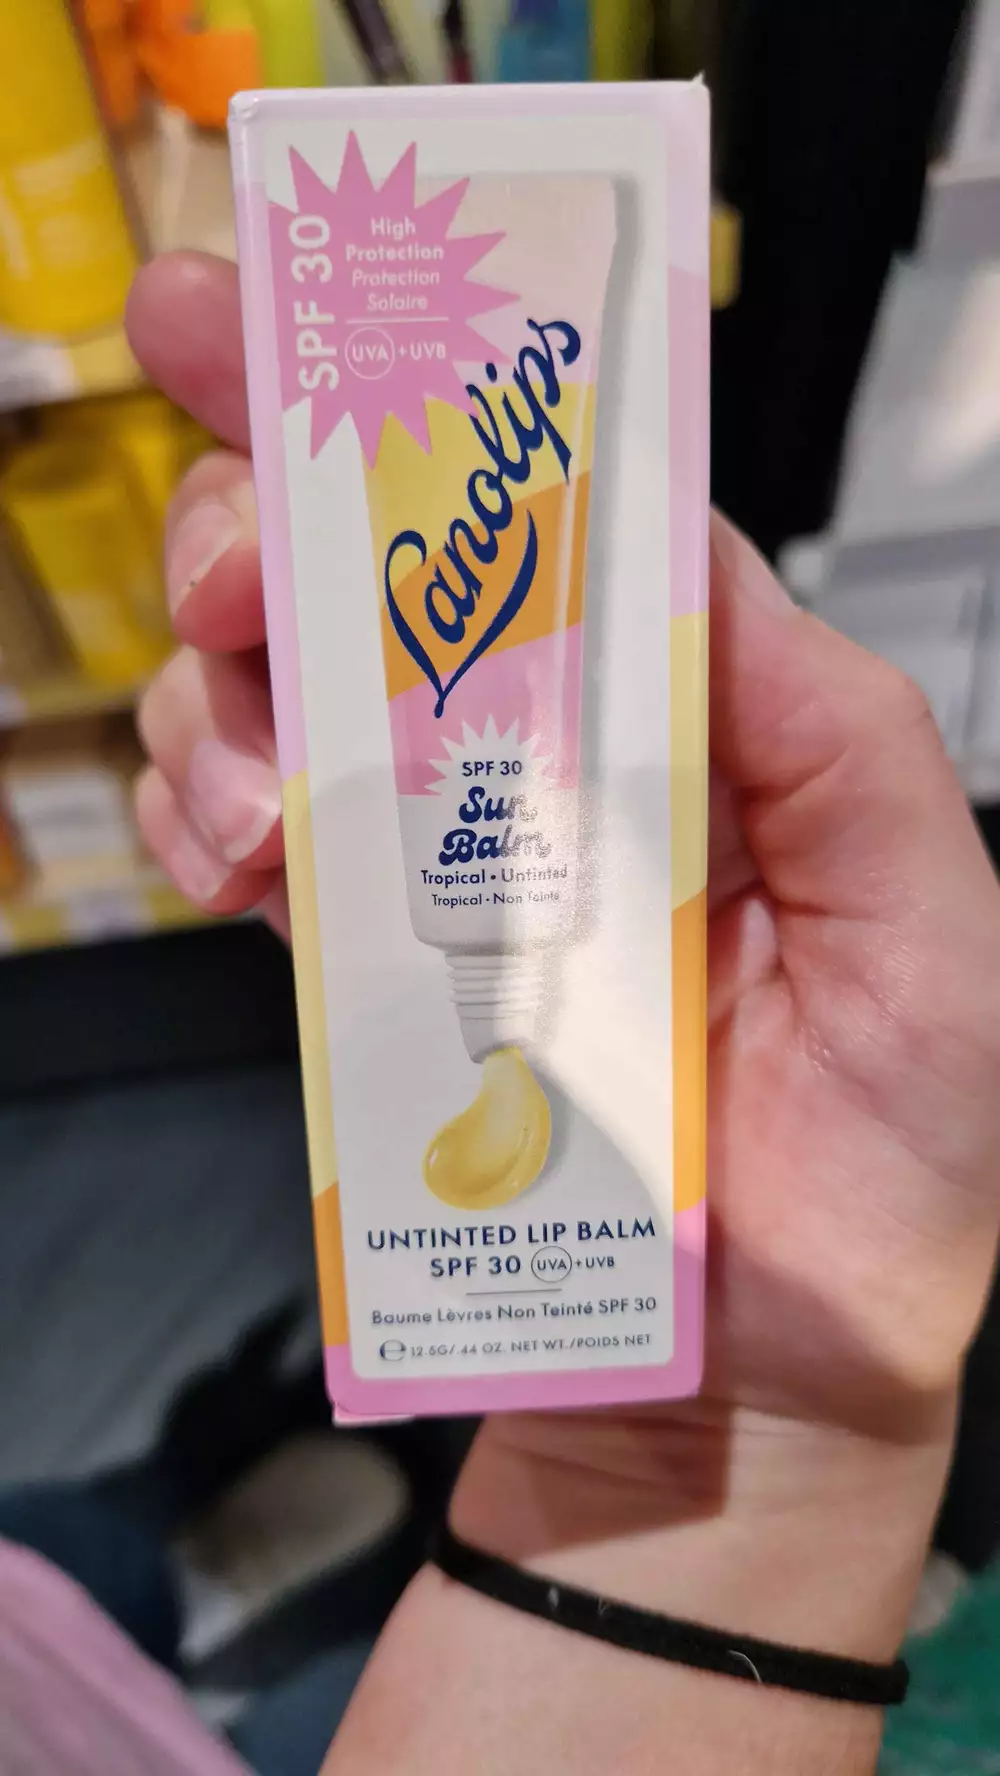 SPF 30
High
Protection
Protection
Solaire
UVA + UVB
Lanolips
SPF 30
Sun
Balm
Tropical • Untinted
Tropical • Non Teinté
UNTINTED LIP BALM
SPF 30 UVA + UVB
Baume Lèvres Non Teinté SPF 30
℮ 12.5G/.44 OZ. NET WT./POIDS NET